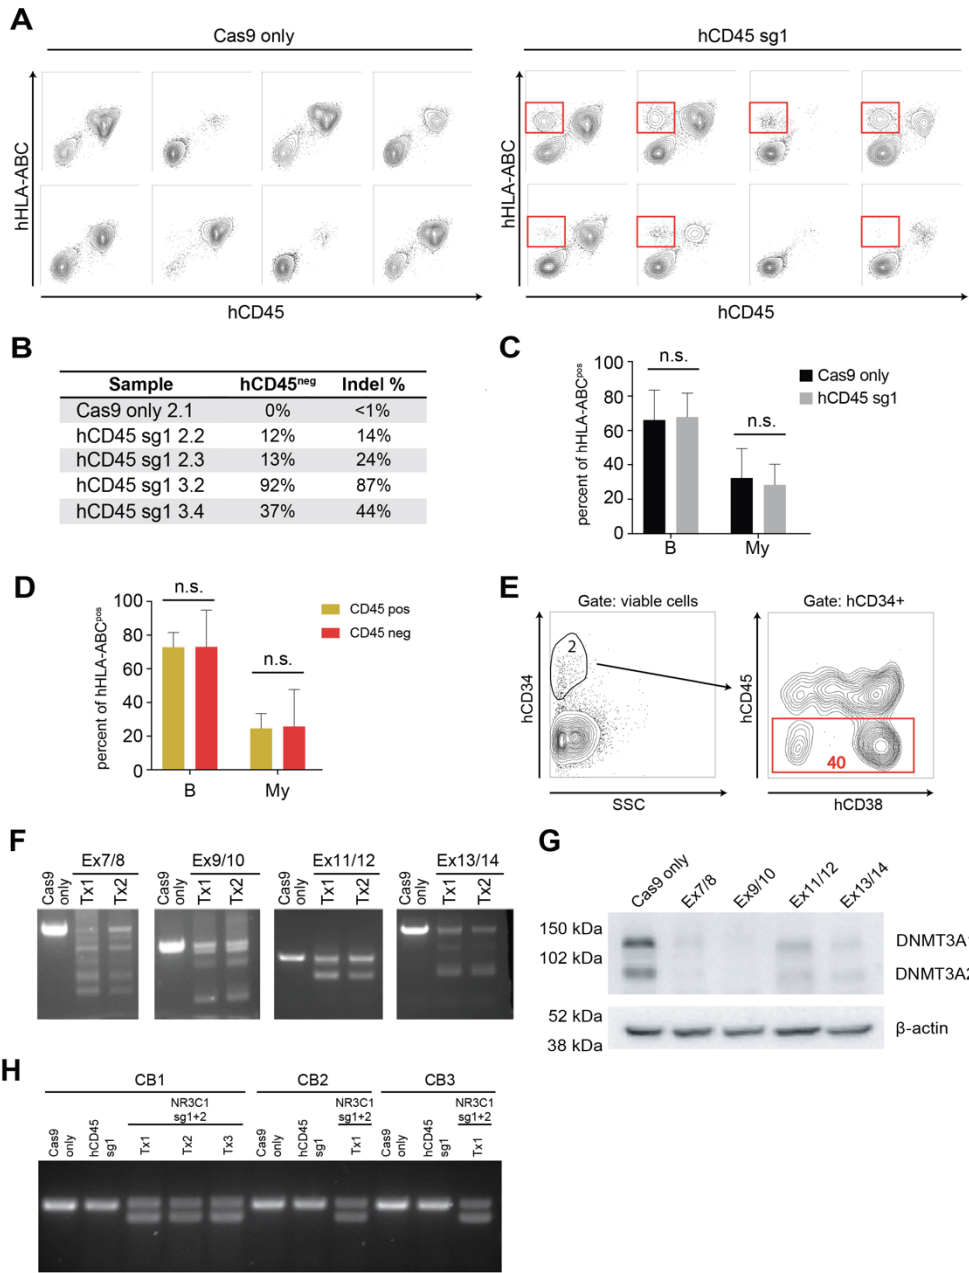 A
Cas9 only
hCD45 sg1
hHLA-ABC
hHLA-ABC
hCD45
hCD45
B
Sample hCD45neg Indel %
Cas9 only 2.1 0% <1%
hCD45 sg1 2.2 12% 14%
hCD45 sg1 2.3 13% 24%
hCD45 sg1 3.2 92% 87%
hCD45 sg1 3.4 37% 44%
C
percent of hHLA-ABCpos
100
80
60
40
20
0
n.s.
n.s.
Cas9 only
hCD45 sg1
B My
D
percent of hHLA-ABCpos
100
80
60
40
20
0
n.s.
n.s.
CD45 pos
CD45 neg
B My
E
Gate: viable cells
Gate: hCD34+
hCD34
2
SSC
hCD45
40
hCD38
F
Ex7/8 Ex9/10 Ex11/12 Ex13/14
Cas9 only Tx1 Tx2
Cas9 only Tx1 Tx2
Cas9 only Tx1 Tx2
Cas9 only Tx1 Tx2
G
Cas9 only Ex7/8 Ex9/10 Ex11/12 Ex13/14
150 kDa
102 kDa
DNMT3A1
DNMT3A2
52 kDa
38 kDa
β-actin
H
CB1 CB2 CB3
NR3C1 sg1+2
NR3C1 sg1+2
NR3C1 sg1+2
Cas9 only hCD45 sg1 Tx1 Tx2 Tx3
Cas9 only hCD45 sg1 Tx1
Cas9 only hCD45 sg1 Tx1